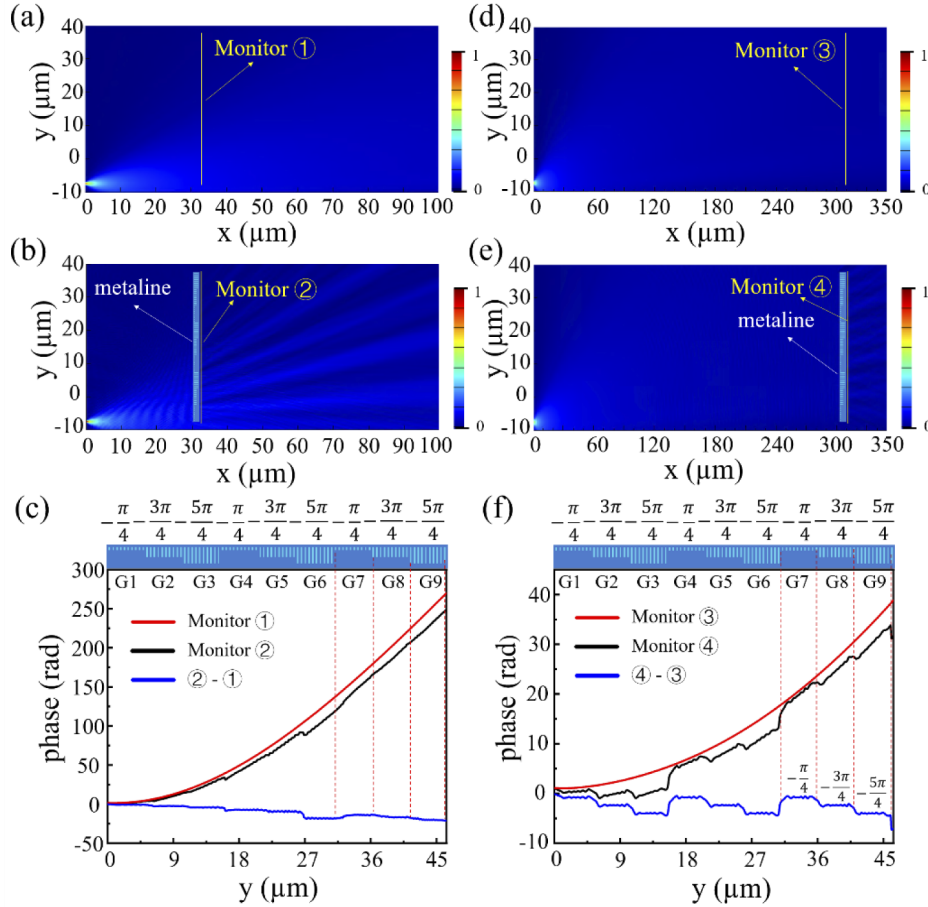 (a)
40
30
20
10
0
-10
y (μm)
Monitor ①
0 10 20 30 40 50 60 70 80 90 100
x (μm)
1
0
(d)
40
30
20
10
0
-10
y (μm)
Monitor ③
0 60 120 180 240 300 350
x (μm)
1
0
(b)
40
30
20
10
0
-10
y (μm)
metaline
Monitor ②
0 10 20 30 40 50 60 70 80 90 100
x (μm)
1
0
(e)
40
30
20
10
0
-10
y (μm)
Monitor ④
metaline
0 60 120 180 240 300 350
x (μm)
1
0
(c)
-π/4 -3π/4 -5π/4 -π/4 -3π/4 -5π/4 -π/4 -3π/4 -5π/4
G1 G2 G3 G4 G5 G6 G7 G8 G9
300
250
200
150
100
50
0
-50
phase (rad)
Monitor ①
Monitor ②
② - ①
0 9 18 27 36 45
y (μm)
(f)
-π/4 -3π/4 -5π/4 -π/4 -3π/4 -5π/4 -π/4 -3π/4 -5π/4
G1 G2 G3 G4 G5 G6 G7 G8 G9
40
30
20
10
0
-10
phase (rad)
Monitor ③
Monitor ④
④ - ③
-π/4 -3π/4 -5π/4
0 9 18 27 36 45
y (μm)